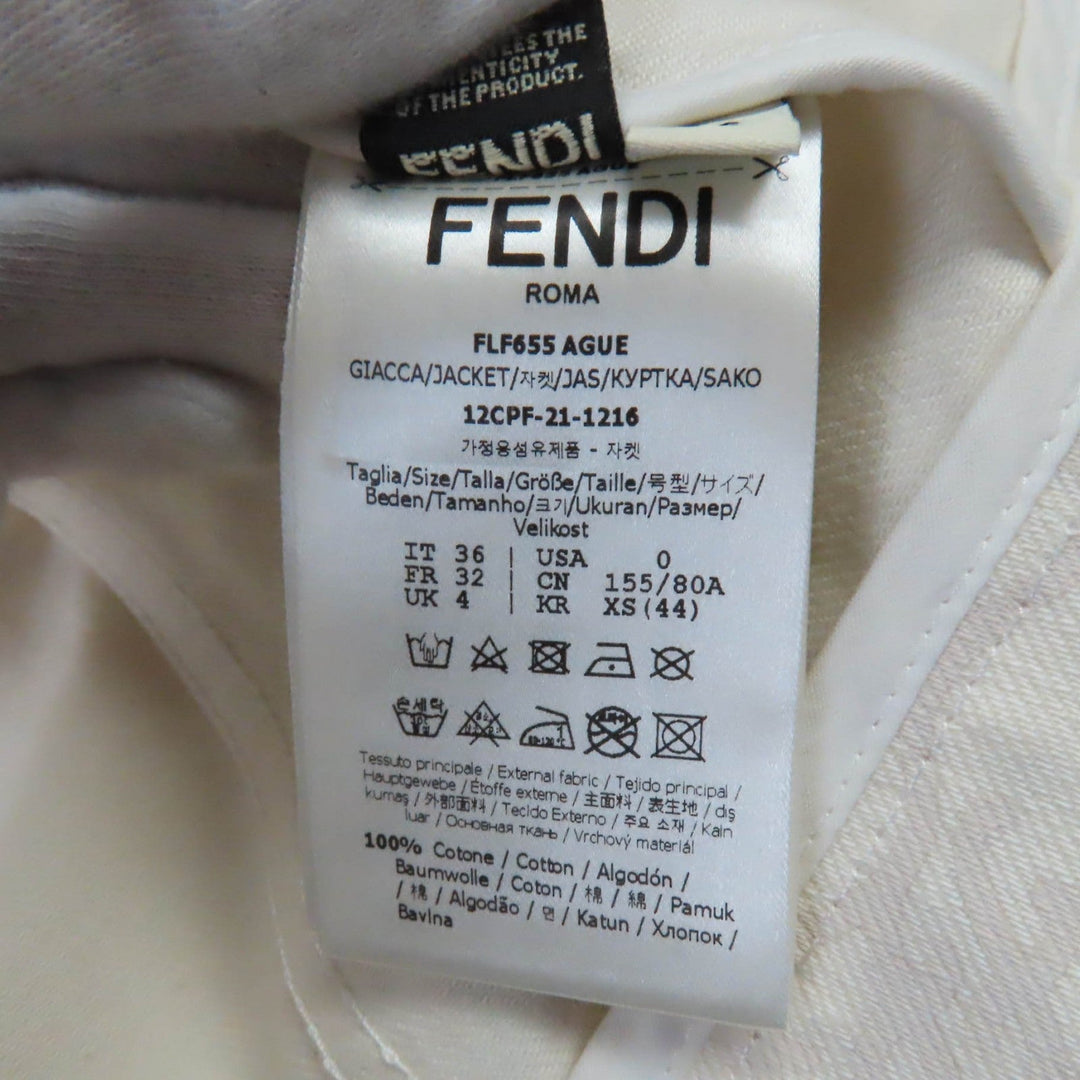 THE
OF THE PRODUCT.
FENDI
AGUE
FENDI
ROMA
FLF655 AGUE
GIACCA/JACKET/자켓/JAS/КУРТКА/SAKO
12CPF-21-1216
가정용섬유제품 - 자켓
Taglia/Size/Talla/Größe/Taille/号型/サイズ/
Beden/Tamanho/크기/Ukuran/Размер/
Velikost
IT 36 | USA 0
FR 32 | CN 155/80A
UK 4 | KR XS(44)
손세탁
Tessuto principale / External fabric / Tejido principal /
Hauptgewebe / Étoffe externe / 主面料 / 表生地 / diş
kumaş / 外部面料 / Tecido Externo / 주요 소재 / Kain
luar / Основная ткань / Vrchový materiál
100% Cotone / Cotton / Algodón /
Baumwolle / Coton / 棉 / 綿 / Pamuk
/ 棉 / Algodão / 면 / Katun / Хлопок /
Bavlna